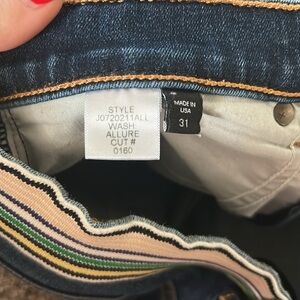 STYLE
J0720211ALL
WASH:
ALLURE
CUT #
0160
MADE IN
USA
31